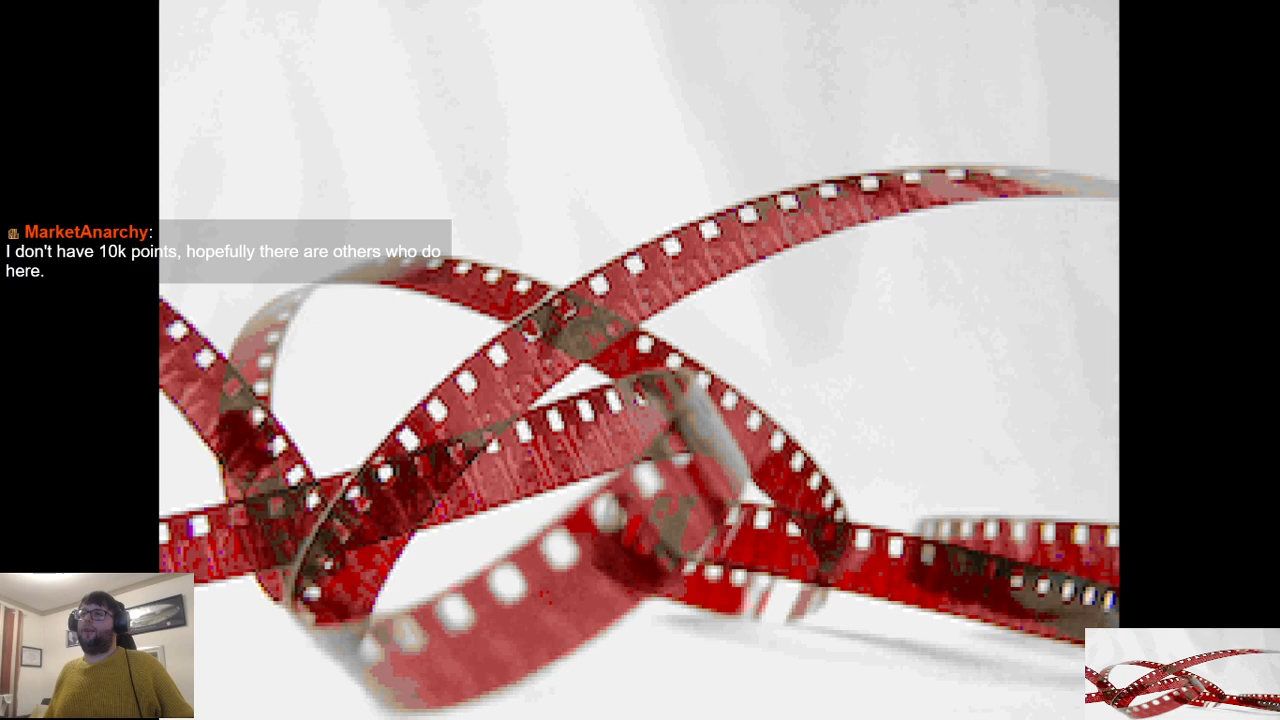 MarketAnarchy:
I don't have 10k points, hopefully there are others who do
here.